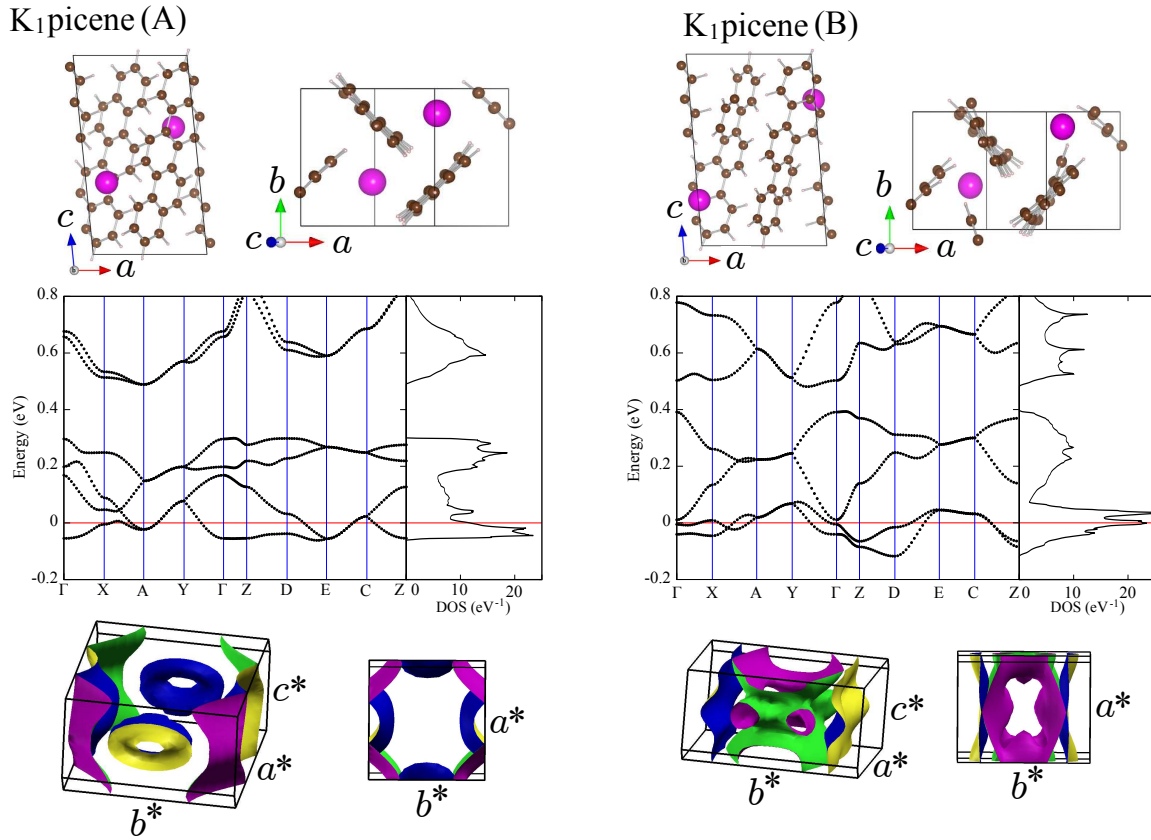 K₁picene (A)
K₁picene (B)
c
a
b
b
c
a
c
a
b
b
c
a
0.8
0.6
0.4
0.2
0
-0.2
Energy (eV)
Γ X A Y Γ Z D E C Z
0 10 20
DOS (eV⁻¹)
0.8
0.6
0.4
0.2
0
-0.2
Energy (eV)
Γ X A Y Γ Z D E C Z
0 10 20
DOS (eV⁻¹)
c*
a*
b*
a*
b*
c*
a*
b*
a*
b*